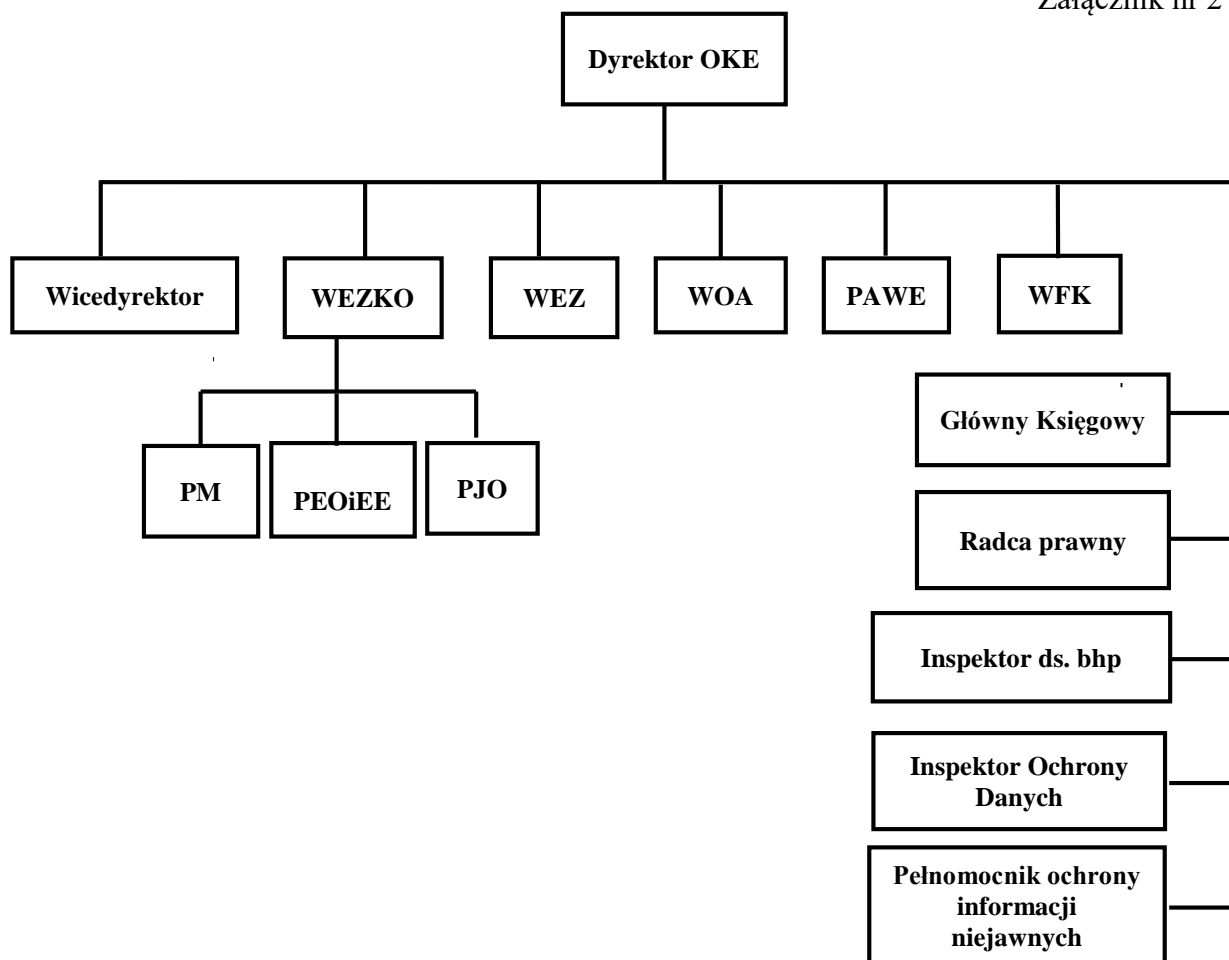 Załącznik nr 2
Dyrektor OKE
Wicedyrektor
WEZKO
WEZ
WOA
PAWE
WFK
Główny Księgowy
PM
PEOiEE
PJO
Radca prawny
Inspektor ds. bhp
Inspektor Ochrony
Danych
Pełnomocnik ochrony
informacji
niejawnych